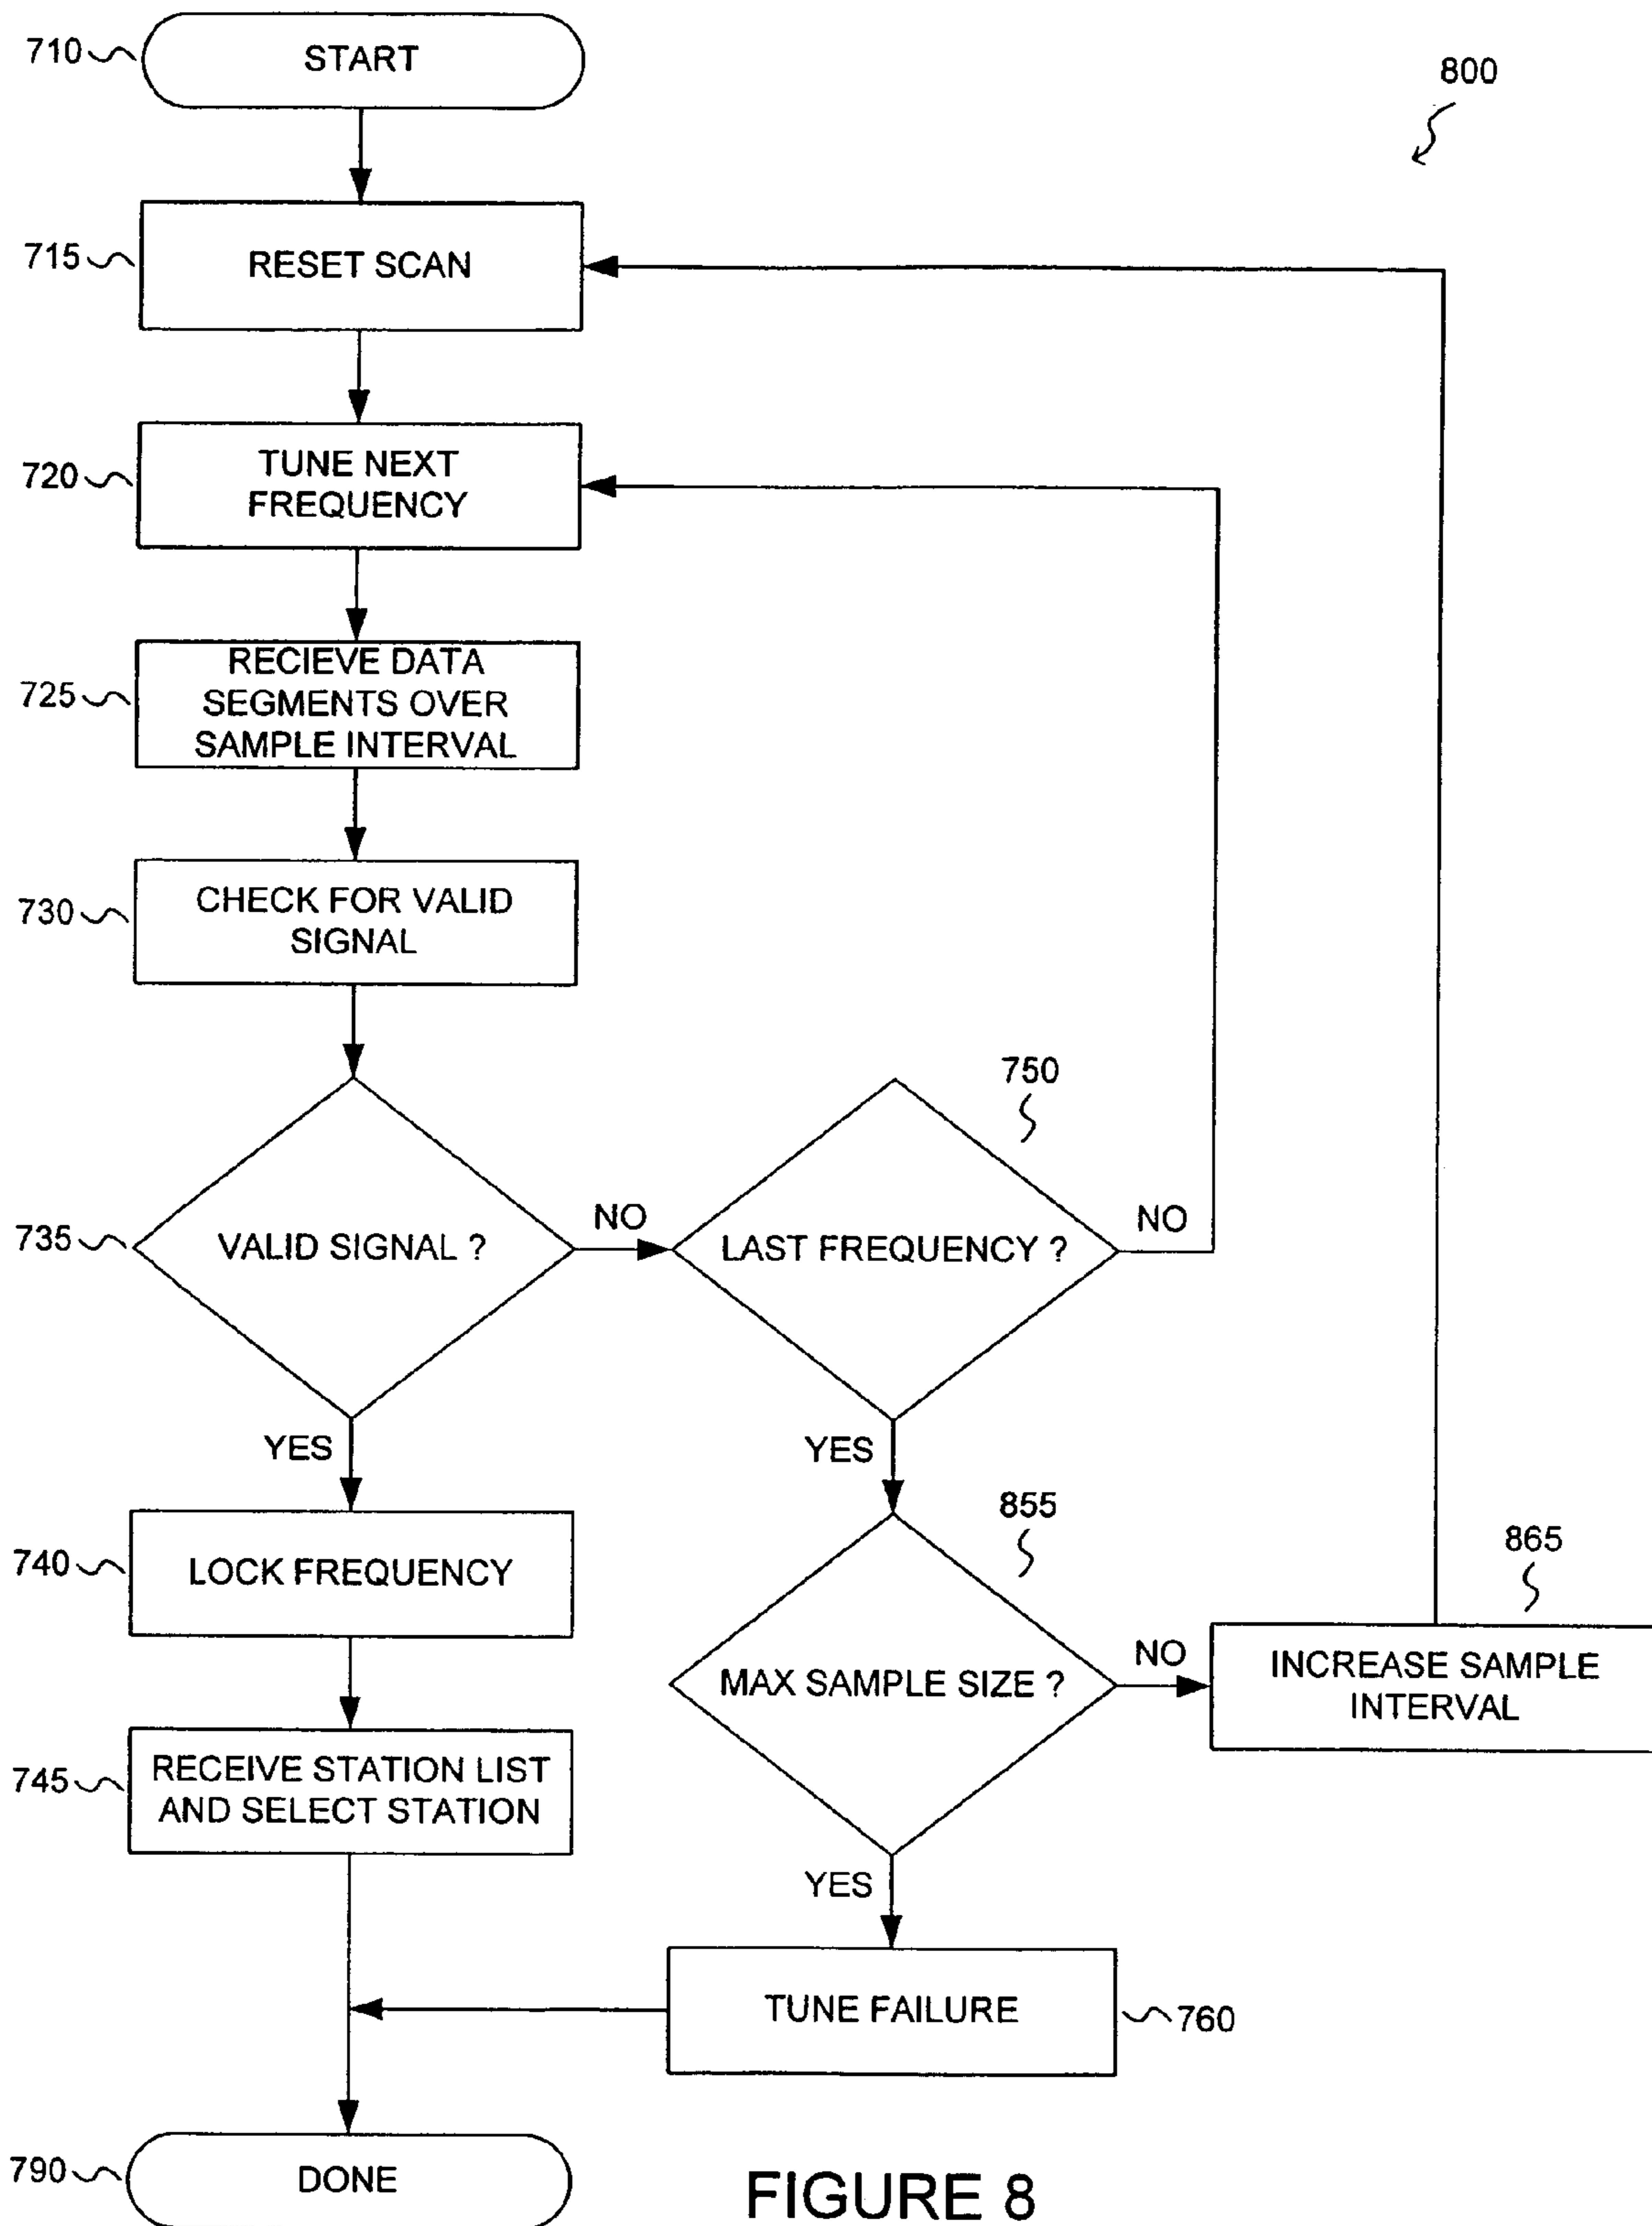 710
START
800
715
RESET SCAN
720
TUNE NEXT
FREQUENCY
725
RECIEVE DATA
SEGMENTS OVER
SAMPLE INTERVAL
730
CHECK FOR VALID
SIGNAL
750
735
VALID SIGNAL ?
NO
LAST FREQUENCY ?
NO
YES
YES
855
865
740
LOCK FREQUENCY
MAX SAMPLE SIZE ?
NO
INCREASE SAMPLE
INTERVAL
745
RECEIVE STATION LIST
AND SELECT STATION
YES
TUNE FAILURE
760
790
DONE
FIGURE 8